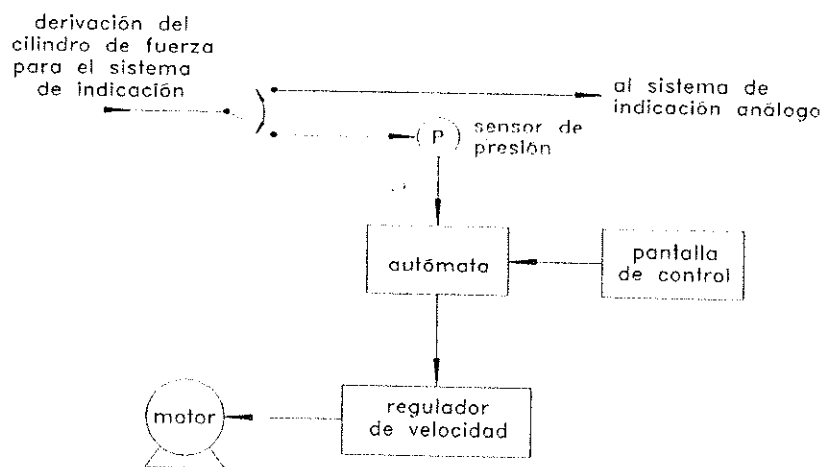 derivación del
cilindro de fuerza
para el sistema
de indicación
al sistema de
indicación análogo
P
sensor de
presión
autómata
pantalla
de control
regulador
de velocidad
motor